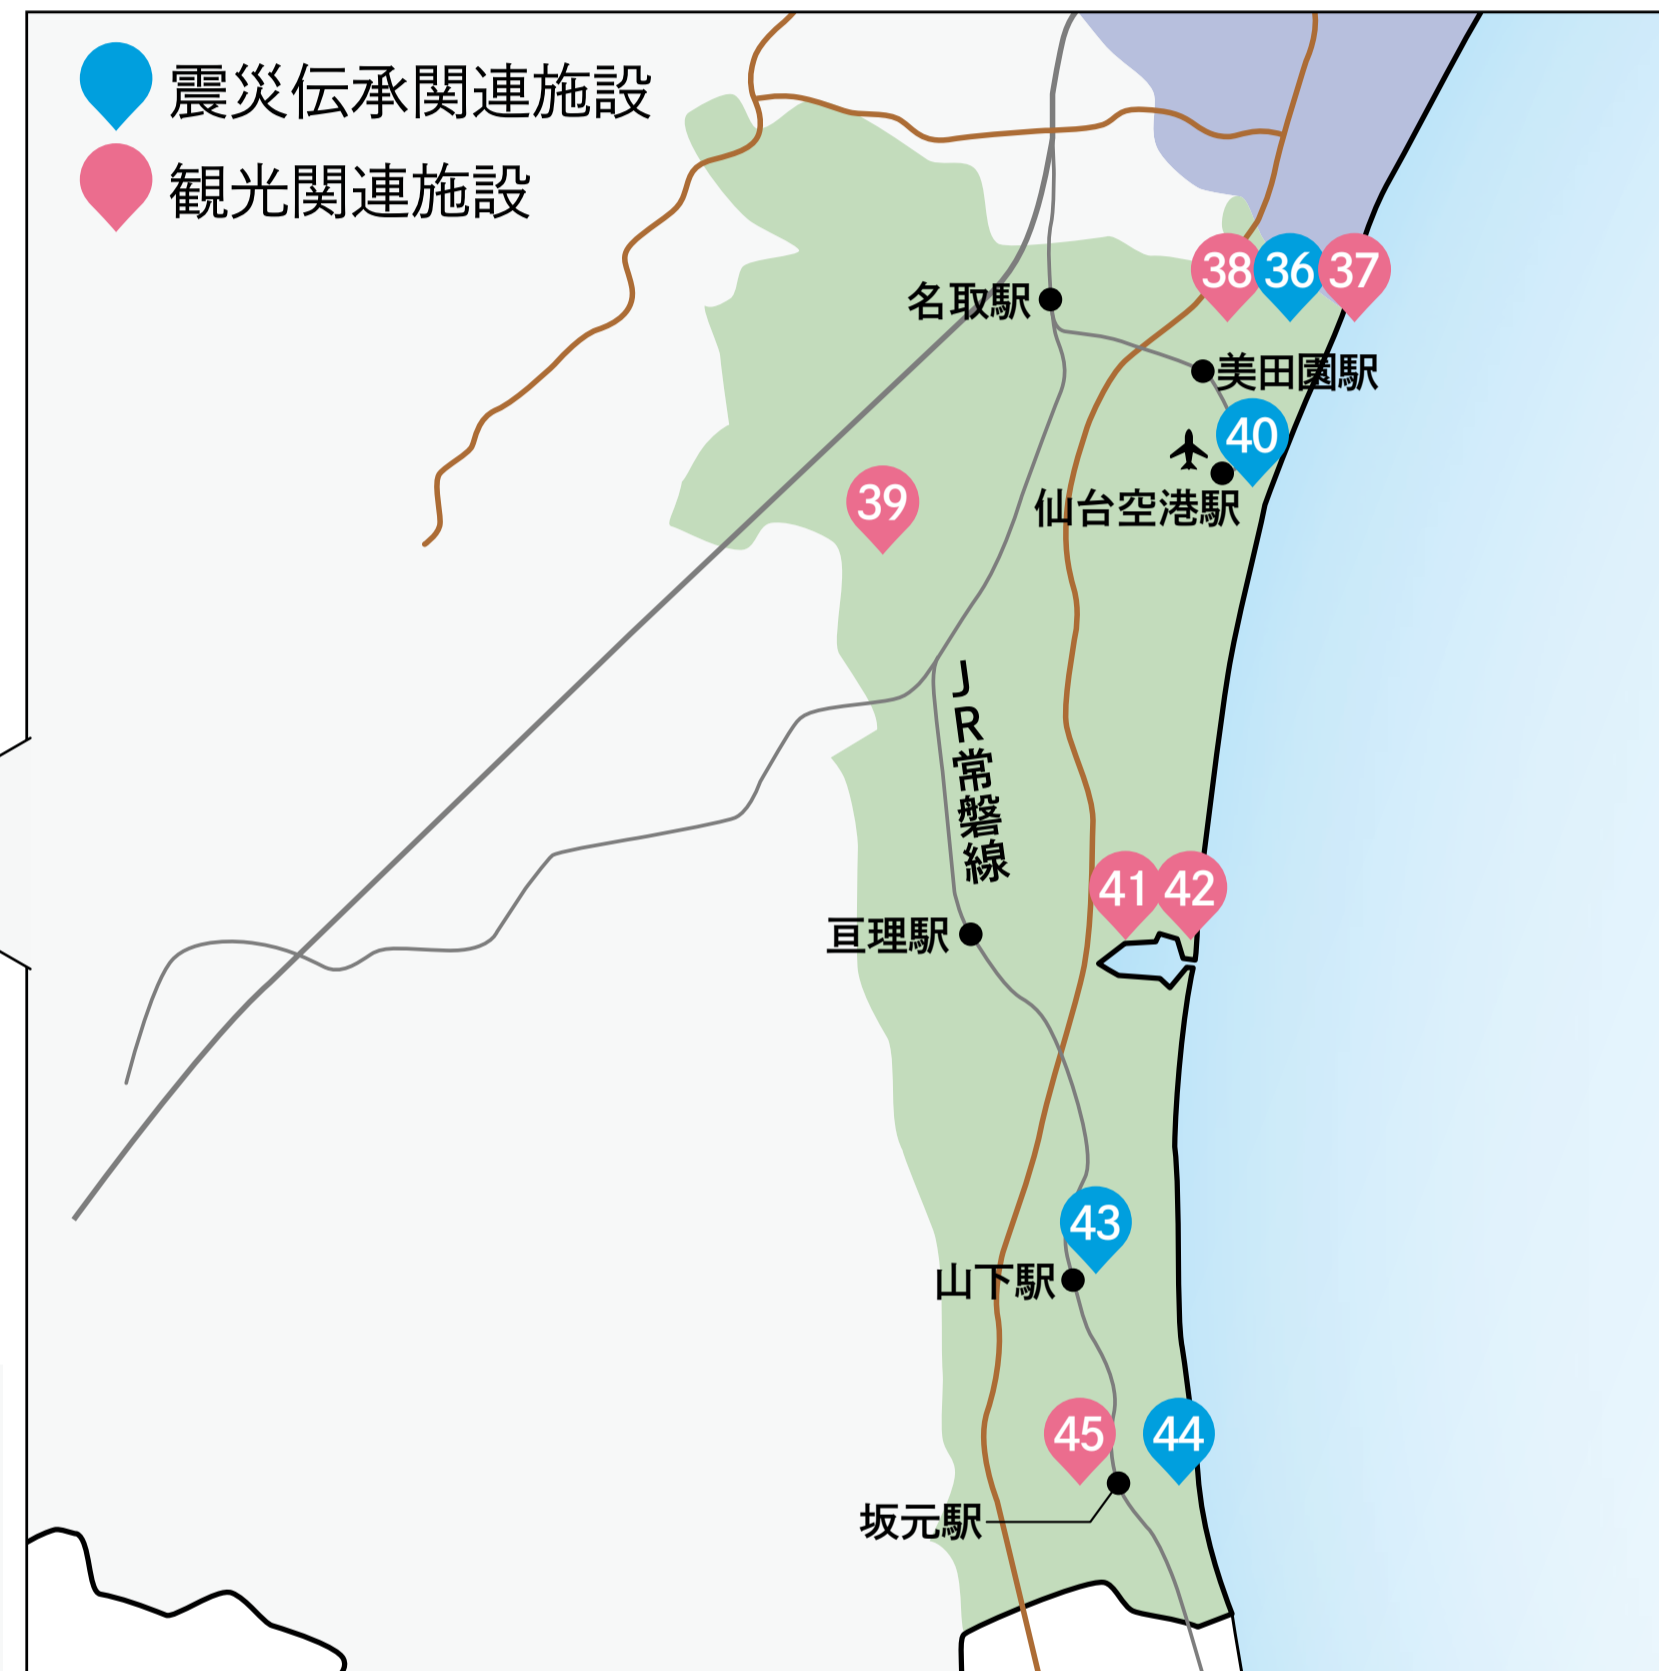 震災伝承関連施設
観光関連施設
38
36
37
名取駅
美田園駅
40
39
仙台空港駅
JR常磐線
41
42
亘理駅
43
山下駅
45
44
坂元駅